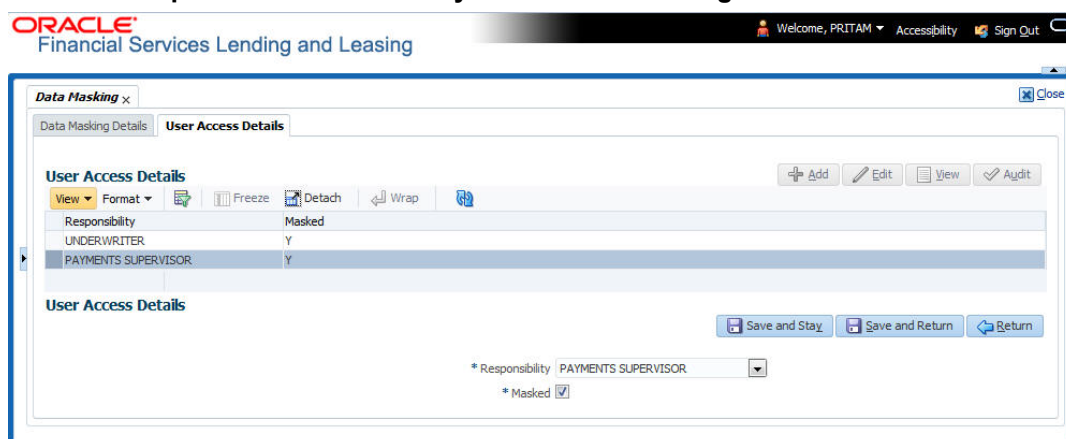 ORACLE
Financial Services Lending and Leasing
Welcome, PRITAM Accessibility Sign Out
Data Masking x Close
Data Masking Details User Access Details
User Access Details Add Edit View Audit
View Format Freeze Detach Wrap
Responsibility Masked
UNDERWRITER Y
PAYMENTS SUPERVISOR Y
User Access Details
Save and Stay Save and Return Return
* Responsibility PAYMENTS SUPERVISOR
* Masked